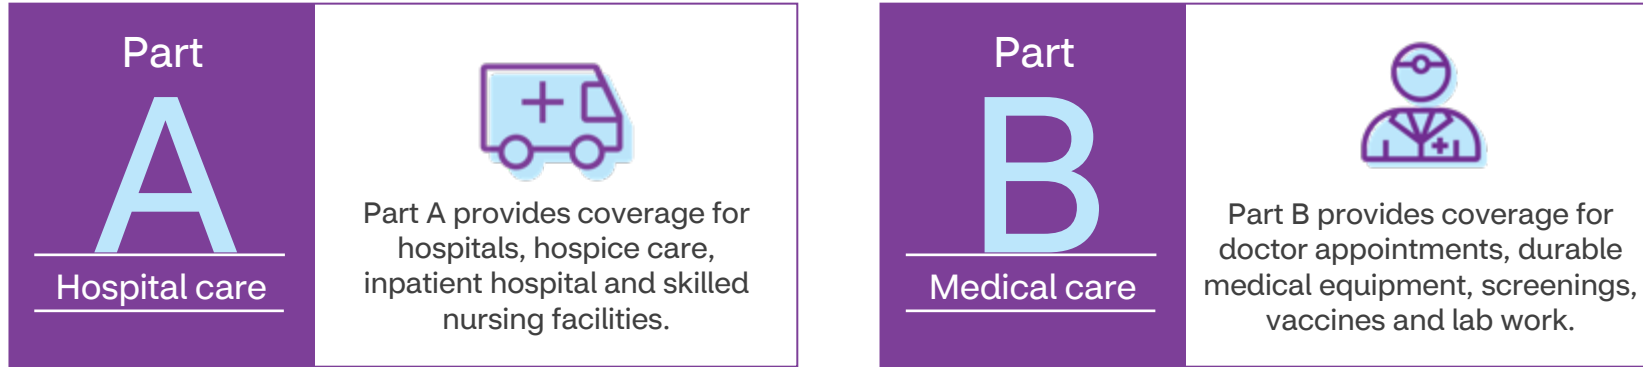 Part
A
Hospital care
Part A provides coverage for
hospitals, hospice care,
inpatient hospital and skilled
nursing facilities.
Part
B
Medical care
Part B provides coverage for
doctor appointments, durable
medical equipment, screenings,
vaccines and lab work.